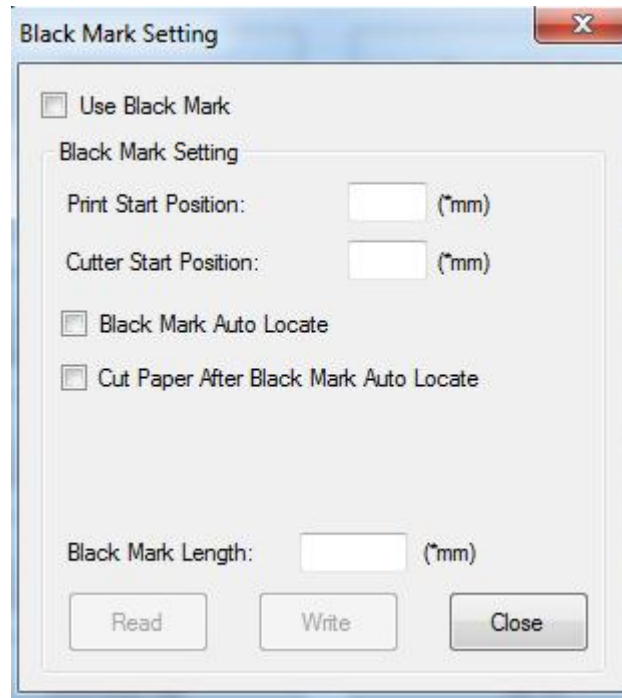 Black Mark Setting
Use Black Mark
Black Mark Setting
Print Start Position: (*mm)
Cutter Start Position: (*mm)
Black Mark Auto Locate
Cut Paper After Black Mark Auto Locate
Black Mark Length: (*mm)
Read Write Close